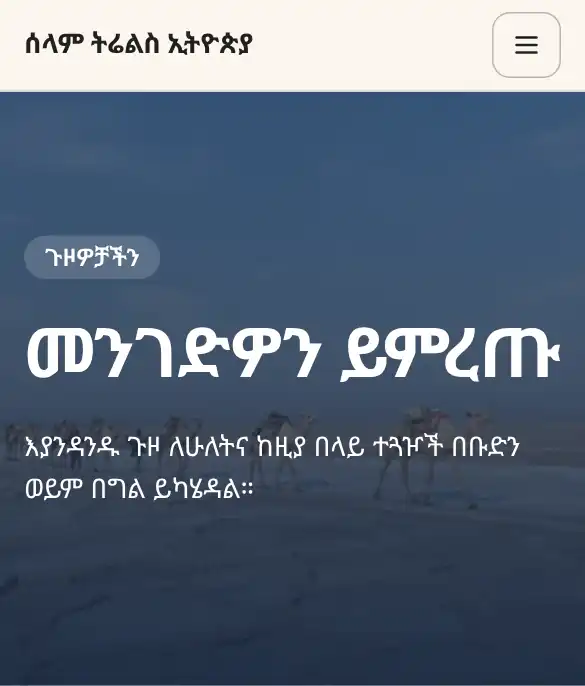 ሰላም ትሬልስ ኢትዮጵያ
ጉዞዎቻችን
መንገድዎን ይምረጡ
እያንዳንዱ ጉዞ ለሁለትና ከዚያ በላይ ተጓዦች በቡድን
ወይም በግል ይካሄዳል።